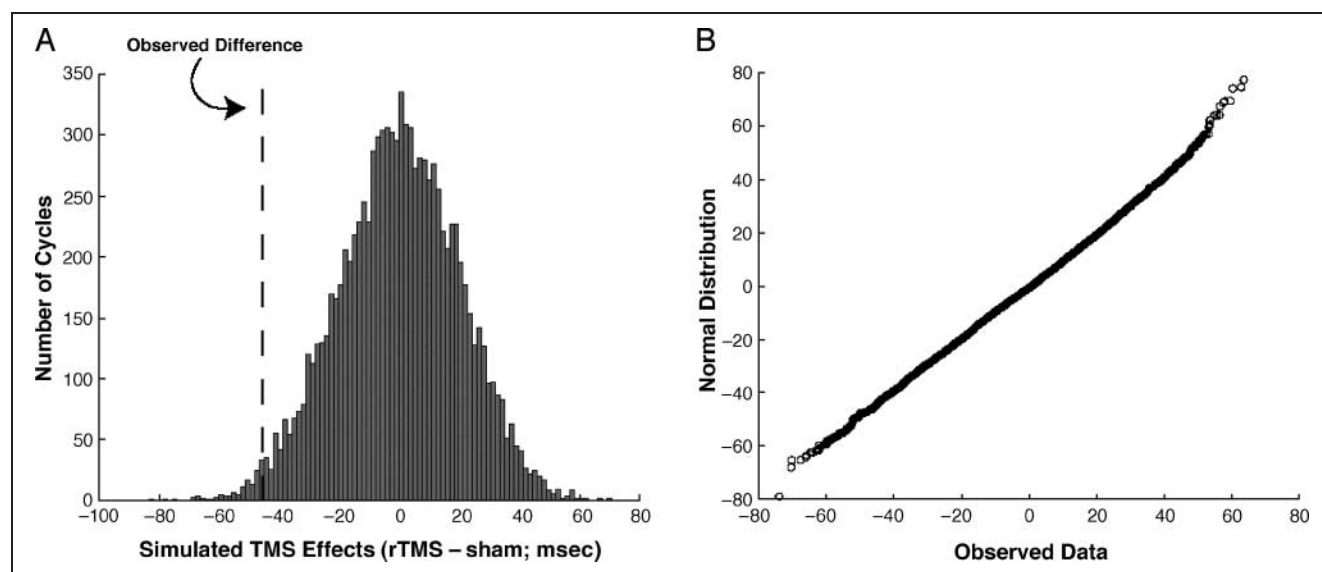 A
Observed Difference
350
300
250
200
150
100
50
0
Number of Cycles
−100 −80 −60 −40 −20 0 20 40 60 80
Simulated TMS Effects (rTMS – sham; msec)
B
80
60
40
20
0
−20
−40
−60
−80
Normal Distribution
−80 −60 −40 −20 0 20 40 60 80
Observed Data